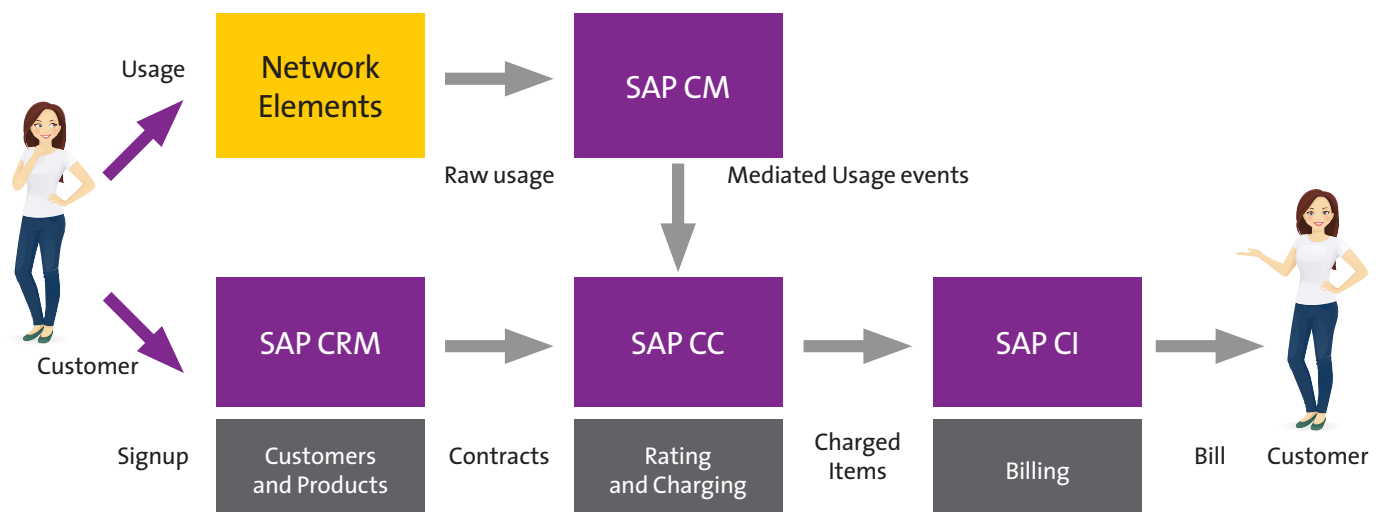 Usage
Network
Elements
SAP CM
Raw usage
Mediated Usage events
Customer
SAP CRM
SAP CC
SAP CI
Signup
Customers
and Products
Contracts
Rating
and Charging
Charged
Items
Billing
Bill
Customer